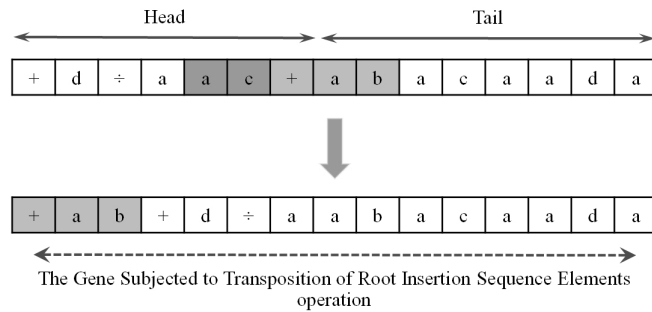 Head Tail
+ d ÷ a a c + a b a c a a d a
+ a b + d ÷ a a b a c a a d a
The Gene Subjected to Transposition of Root Insertion Sequence Elements
operation